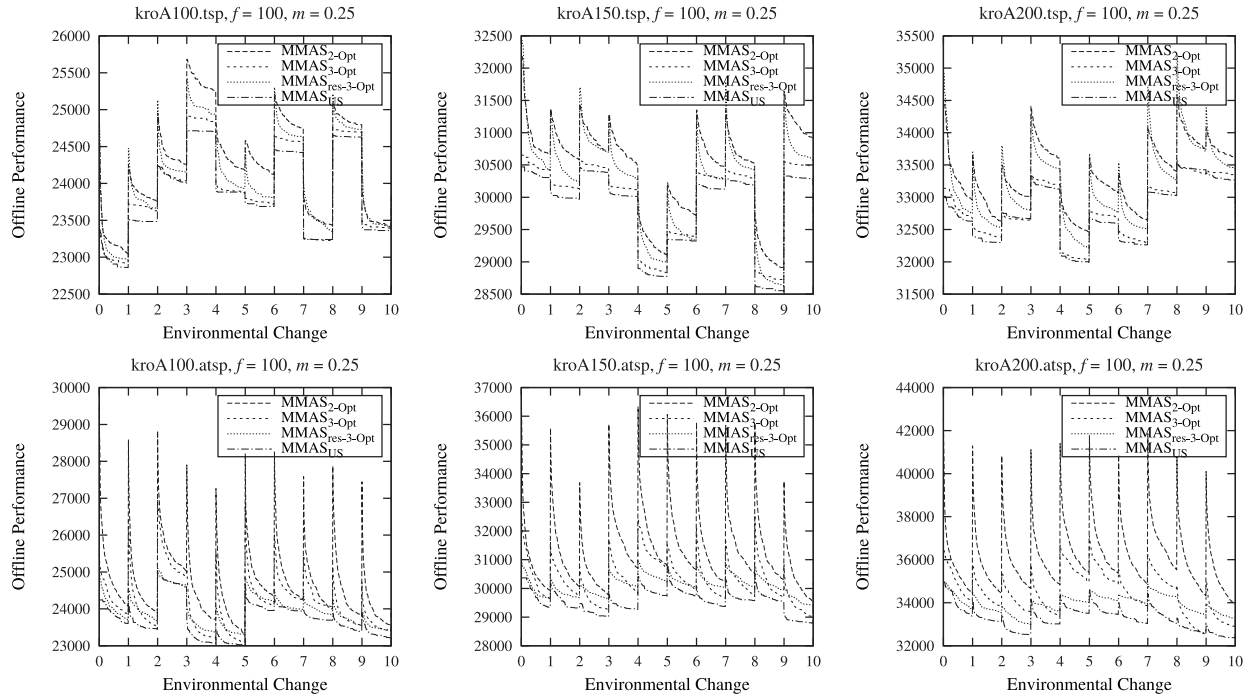 kroA100.tsp, f = 100, m = 0.25
26000
25500
25000
24500
24000
23500
23000
22500
Offline Performance
MMAS2-Opt
MMAS3-Opt
MMASres-3-Opt
MMASUS
0 1 2 3 4 5 6 7 8 9 10
Environmental Change
kroA150.tsp, f = 100, m = 0.25
32500
31500
30500
29500
28500
Offline Performance
MMAS2-Opt
MMAS3-Opt
MMASres-3-Opt
MMASUS
0 1 2 3 4 5 6 7 8 9 10
Environmental Change
kroA200.tsp, f = 100, m = 0.25
35500
34500
33500
32500
31500
Offline Performance
MMAS2-Opt
MMAS3-Opt
MMASres-3-Opt
MMASUS
0 1 2 3 4 5 6 7 8 9 10
Environmental Change
kroA100.atsp, f = 100, m = 0.25
30000
29000
28000
27000
26000
25000
24000
23000
Offline Performance
MMAS2-Opt
MMAS3-Opt
MMASres-3-Opt
MMASUS
0 1 2 3 4 5 6 7 8 9 10
Environmental Change
kroA150.atsp, f = 100, m = 0.25
37000
36000
35000
34000
33000
32000
31000
30000
29000
28000
Offline Performance
MMAS2-Opt
MMAS3-Opt
MMASres-3-Opt
MMASUS
0 1 2 3 4 5 6 7 8 9 10
Environmental Change
kroA200.atsp, f = 100, m = 0.25
44000
42000
40000
38000
36000
34000
32000
Offline Performance
MMAS2-Opt
MMAS3-Opt
MMASres-3-Opt
MMASUS
0 1 2 3 4 5 6 7 8 9 10
Environmental Change